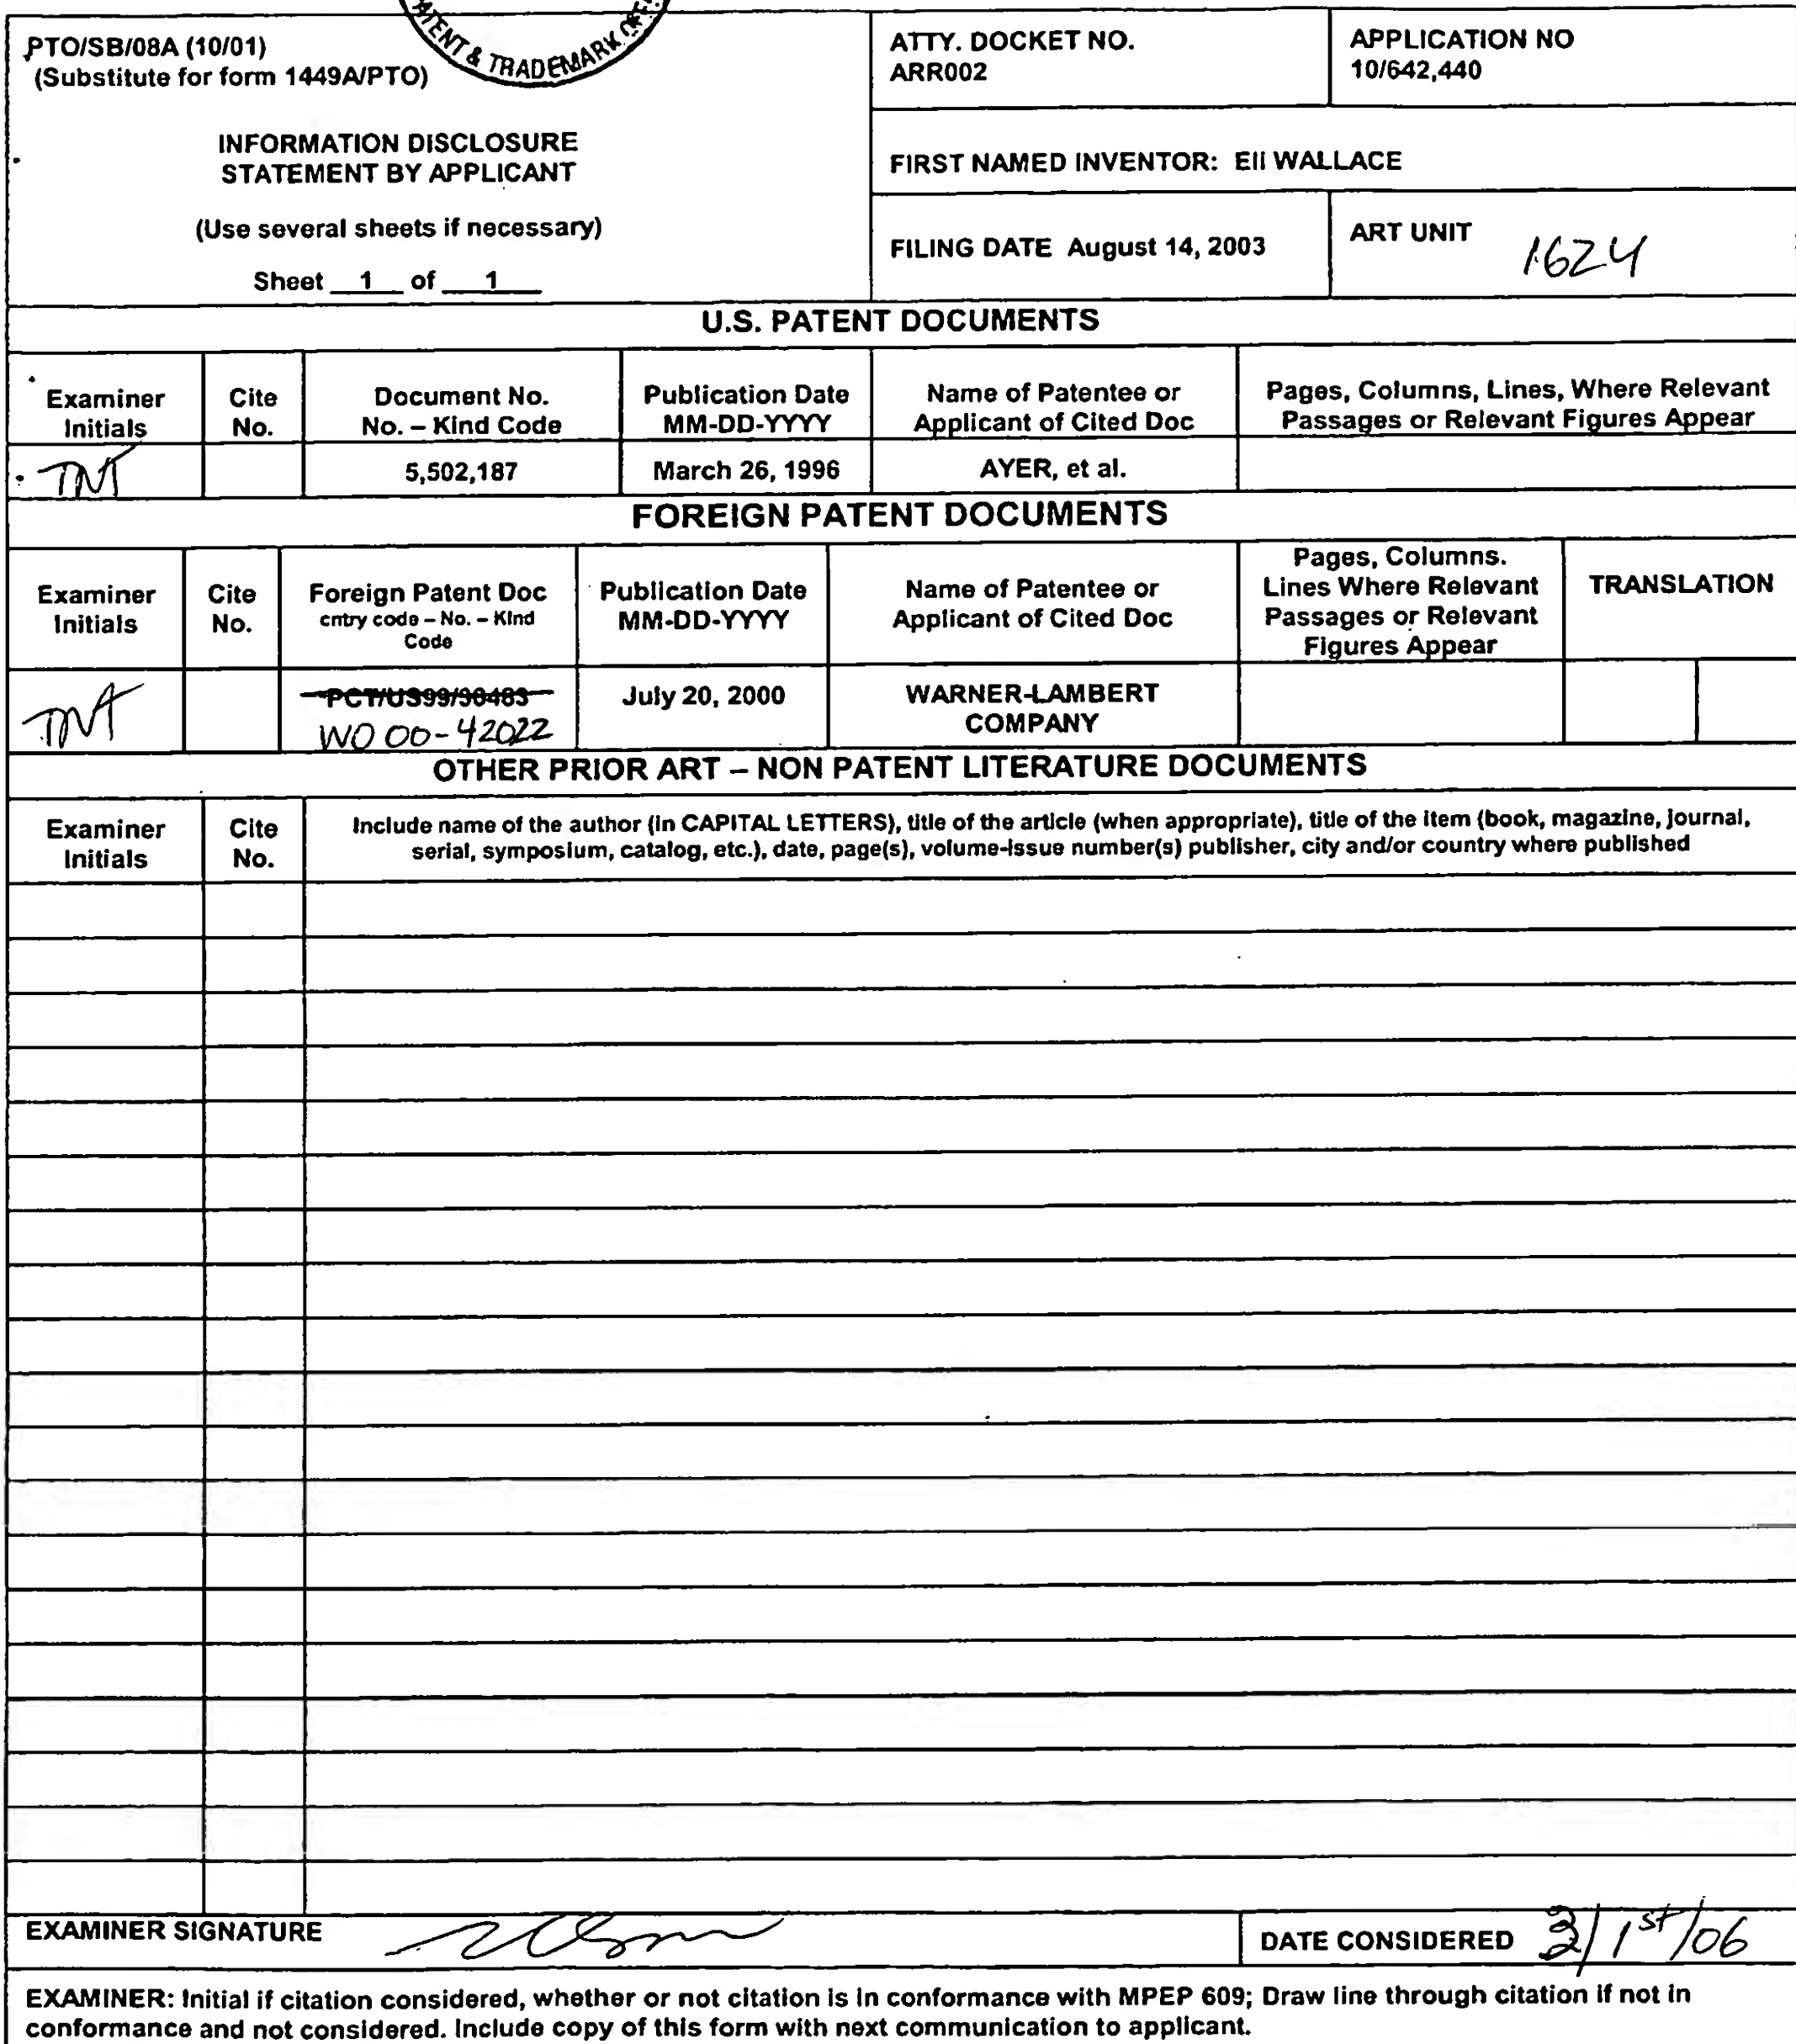 PATENT & TRADEMARK OFFI
PTO/SB/08A (10/01)
(Substitute for form 1449A/PTO)
INFORMATION DISCLOSURE
STATEMENT BY APPLICANT
(Use several sheets if necessary)
Sheet 1 of 1
ATTY. DOCKET NO.
ARR002
APPLICATION NO
10/642,440
FIRST NAMED INVENTOR: Eli WALLACE
FILING DATE August 14, 2003
ART UNIT 1624
U.S. PATENT DOCUMENTS
Examiner
Initials
Cite
No.
Document No.
No. – Kind Code
Publication Date
MM-DD-YYYY
Name of Patentee or
Applicant of Cited Doc
Pages, Columns, Lines, Where Relevant
Passages or Relevant Figures Appear
TNT
5,502,187
March 26, 1996
AYER, et al.
FOREIGN PATENT DOCUMENTS
Examiner
Initials
Cite
No.
Foreign Patent Doc
cntry code – No. – Kind
Code
Publication Date
MM-DD-YYYY
Name of Patentee or
Applicant of Cited Doc
Pages, Columns.
Lines Where Relevant
Passages or Relevant
Figures Appear
TRANSLATION
TNT
PCT/US99/30483
WO 00-42022
July 20, 2000
WARNER-LAMBERT
COMPANY
OTHER PRIOR ART – NON PATENT LITERATURE DOCUMENTS
Examiner
Initials
Cite
No.
Include name of the author (in CAPITAL LETTERS), title of the article (when appropriate), title of the item (book, magazine, journal,
serial, symposium, catalog, etc.), date, page(s), volume-issue number(s) publisher, city and/or country where published
EXAMINER SIGNATURE
DATE CONSIDERED 3/1st/06
EXAMINER: Initial if citation considered, whether or not citation is in conformance with MPEP 609; Draw line through citation if not in
conformance and not considered. Include copy of this form with next communication to applicant.